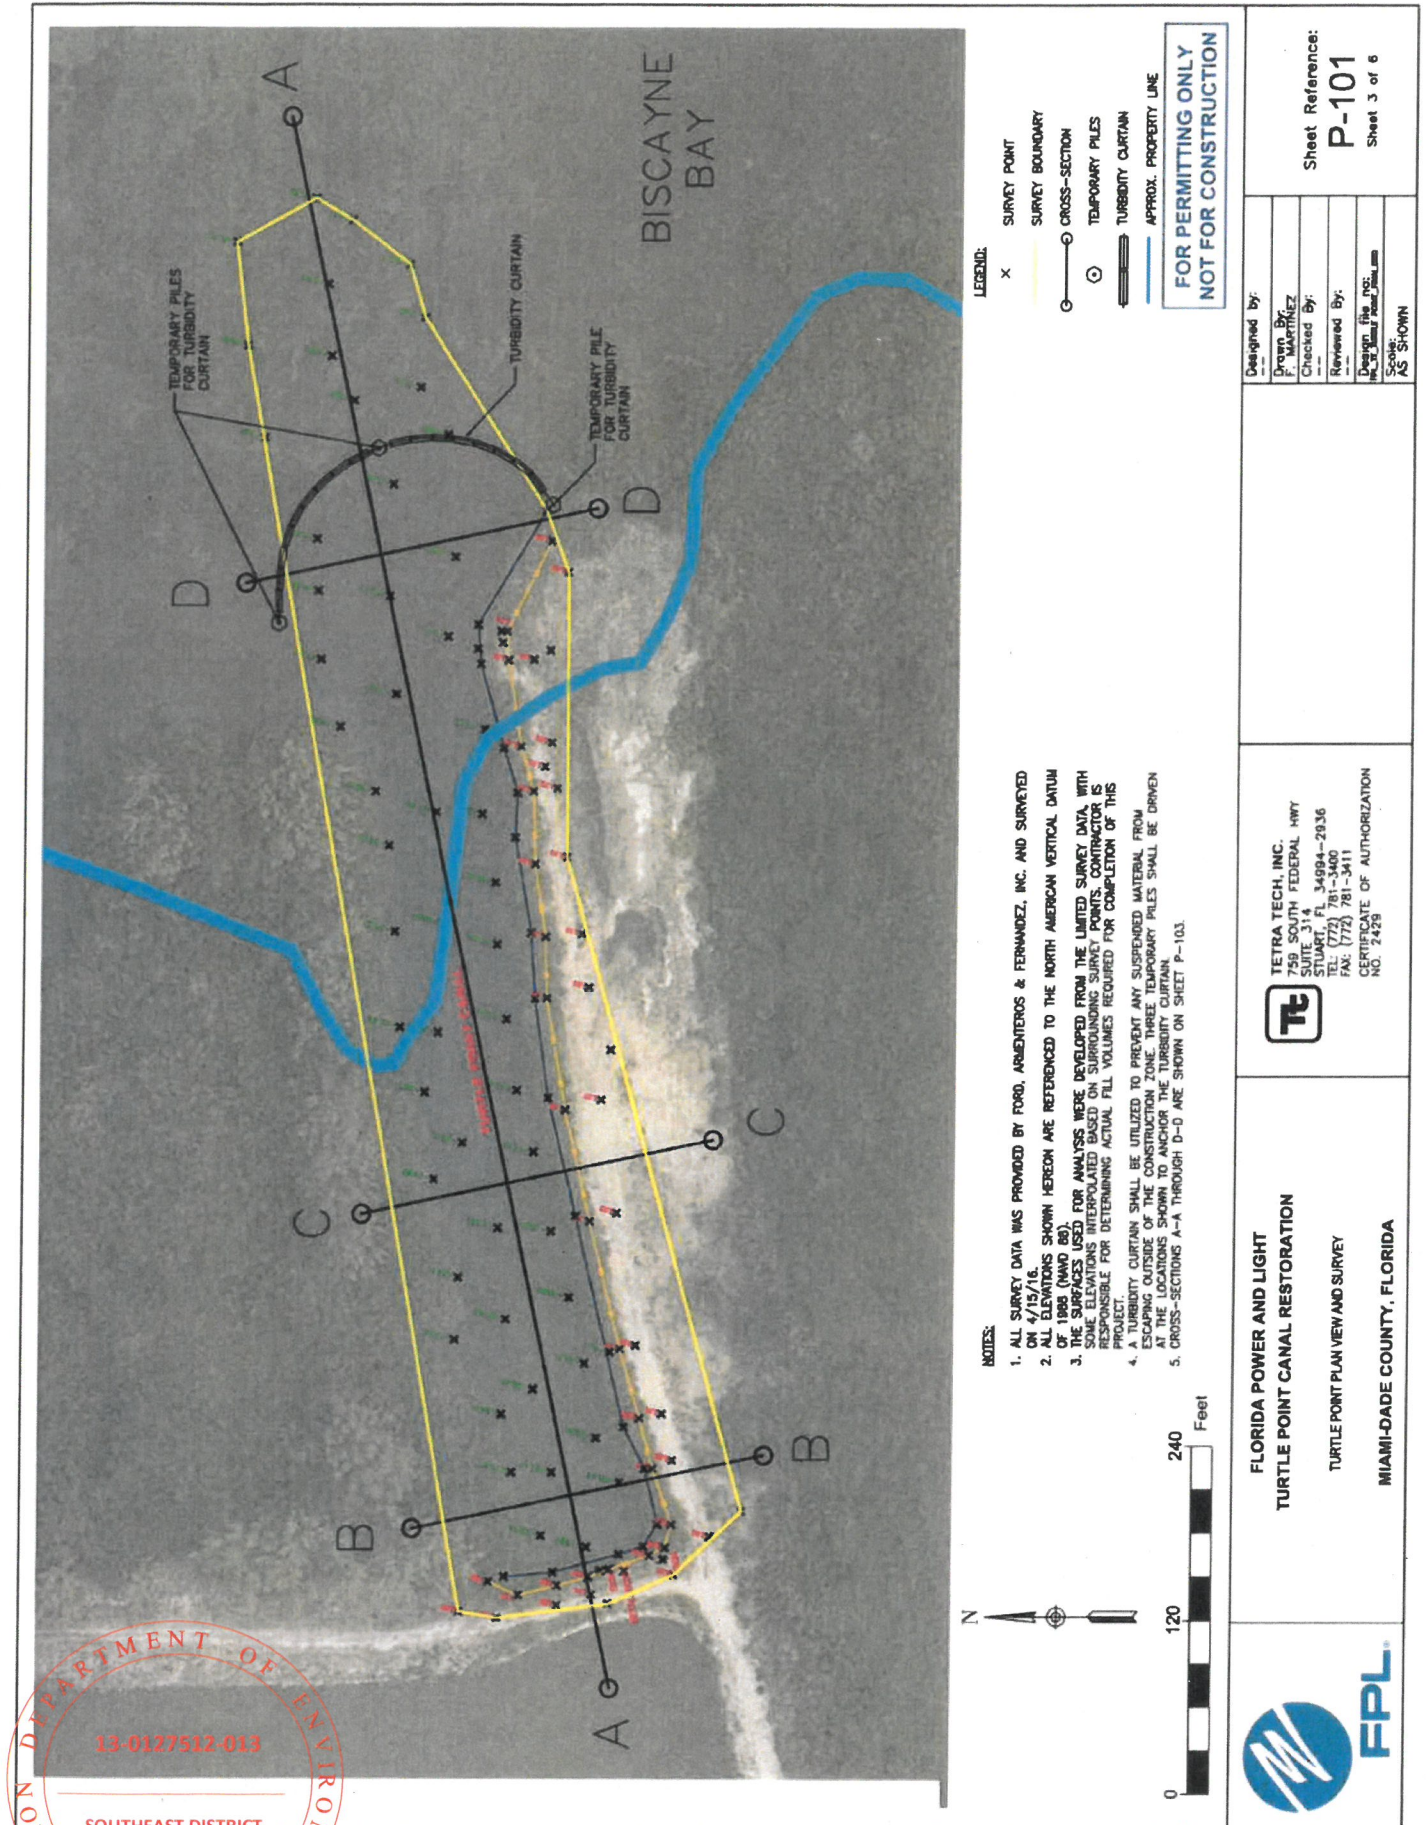 A
BISCAYNE
BAY
TEMPORARY PILES
FOR TURBIDITY
CURTAIN
TURBIDITY CURTAIN
TEMPORARY PILE
FOR TURBIDITY
CURTAIN
D
D
C
C
B
B
A
LEGEND:
SURVEY POINT
SURVEY BOUNDARY
CROSS-SECTION
TEMPORARY PILES
TURBIDITY CURTAIN
APPROX. PROPERTY LINE
FOR PERMITTING ONLY
NOT FOR CONSTRUCTION
NOTES:
1. ALL SURVEY DATA WAS PROVIDED BY FORD, ARMENTEROS & FERNANDEZ, INC. AND SURVEYED
ON 4/15/16.
2. ALL ELEVATIONS SHOWN HEREON ARE REFERENCED TO THE NORTH AMERICAN VERTICAL DATUM
OF 1988 (NAVD 88).
3. THE SURFACES USED FOR ANALYSIS WERE DEVELOPED FROM THE LIMITED SURVEY DATA, WITH
SOME ELEVATIONS INTERPOLATED BASED ON SURROUNDING SURVEY POINTS. CONTRACTOR IS
RESPONSIBLE FOR DETERMINING ACTUAL FILL VOLUMES REQUIRED FOR COMPLETION OF THIS
PROJECT.
4. A TURBIDITY CURTAIN SHALL BE UTILIZED TO PREVENT ANY SUSPENDED MATERIAL FROM
ESCAPING OUTSIDE OF THE CONSTRUCTION ZONE. THREE TEMPORARY PILES SHALL BE DRIVEN
AT THE LOCATIONS SHOWN TO ANCHOR THE TURBIDITY CURTAIN.
5. CROSS-SECTIONS A-A THROUGH D-D ARE SHOWN ON SHEET P-103.
N
0 120 240
Feet
FPL.
FLORIDA POWER AND LIGHT
TURTLE POINT CANAL RESTORATION
TURTLE POINT PLAN VIEW AND SURVEY
MIAMI-DADE COUNTY, FLORIDA
Tt
TETRA TECH, INC.
759 SOUTH FEDERAL HWY
SUITE 314
STUART, FL 34994-2936
TEL: (772) 781-3400
FAX: (772) 781-3411
CERTIFICATE OF AUTHORIZATION
NO. 2429
Designed by:
--
Drawn By:
F. MARTINEZ
Checked By:
--
Reviewed By:
--
Design file no:
Scale:
AS SHOWN
Sheet Reference:
P-101
Sheet 3 of 6
DEPARTMENT OF
13-0127512-013
SOUTHEAST DISTRICT